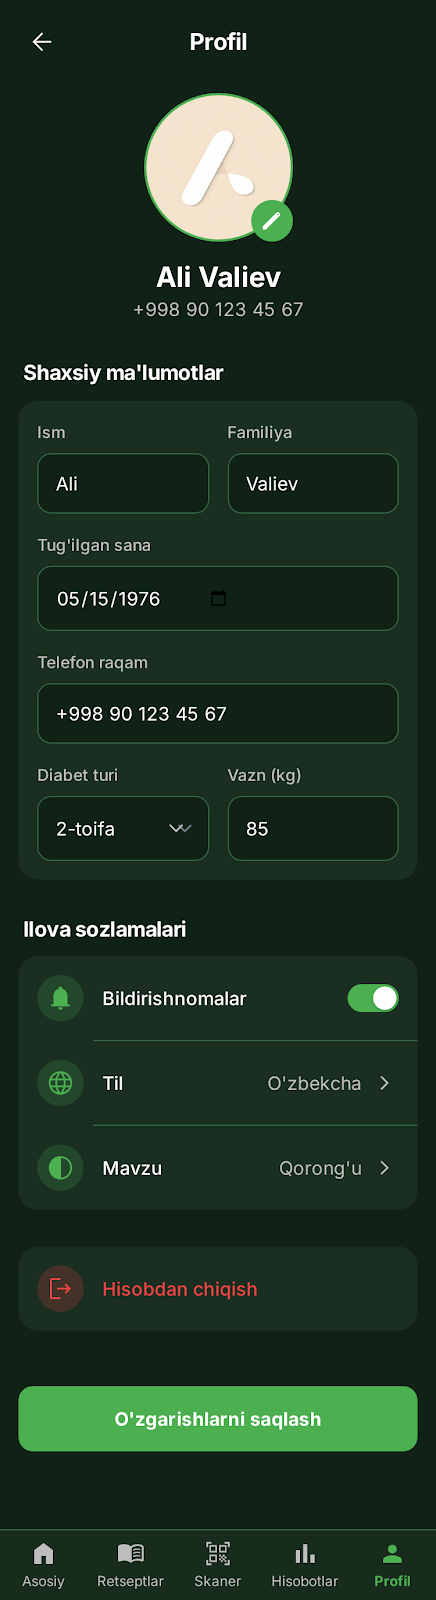 Profil
Ali Valiev
+998 90 123 45 67
Shaxsiy ma'lumotlar
Ism Familiya
Ali Valiev
Tug'ilgan sana
05/15/1976
Telefon raqam
+998 90 123 45 67
Diabet turi Vazn (kg)
2-toifa 85
Ilova sozlamalari
Bildirishnomalar
Til O'zbekcha
Mavzu Qorong'u
Hisobdan chiqish
O'zgarishlarni saqlash
Asosiy Retseptlar Skaner Hisobotlar Profil